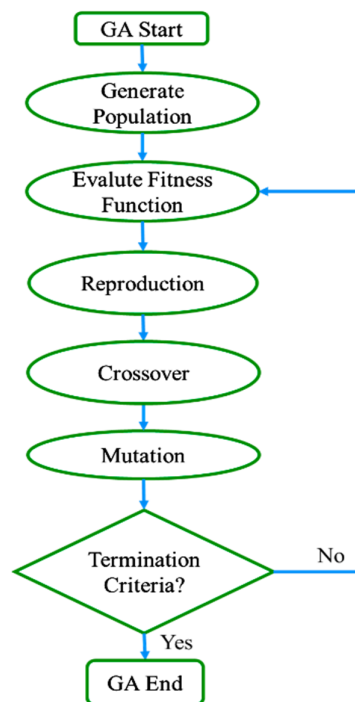 GA Start
Generate
Population
Evalute Fitness
Function
Reproduction
Crossover
Mutation
Termination
Criteria?
No
Yes
GA End